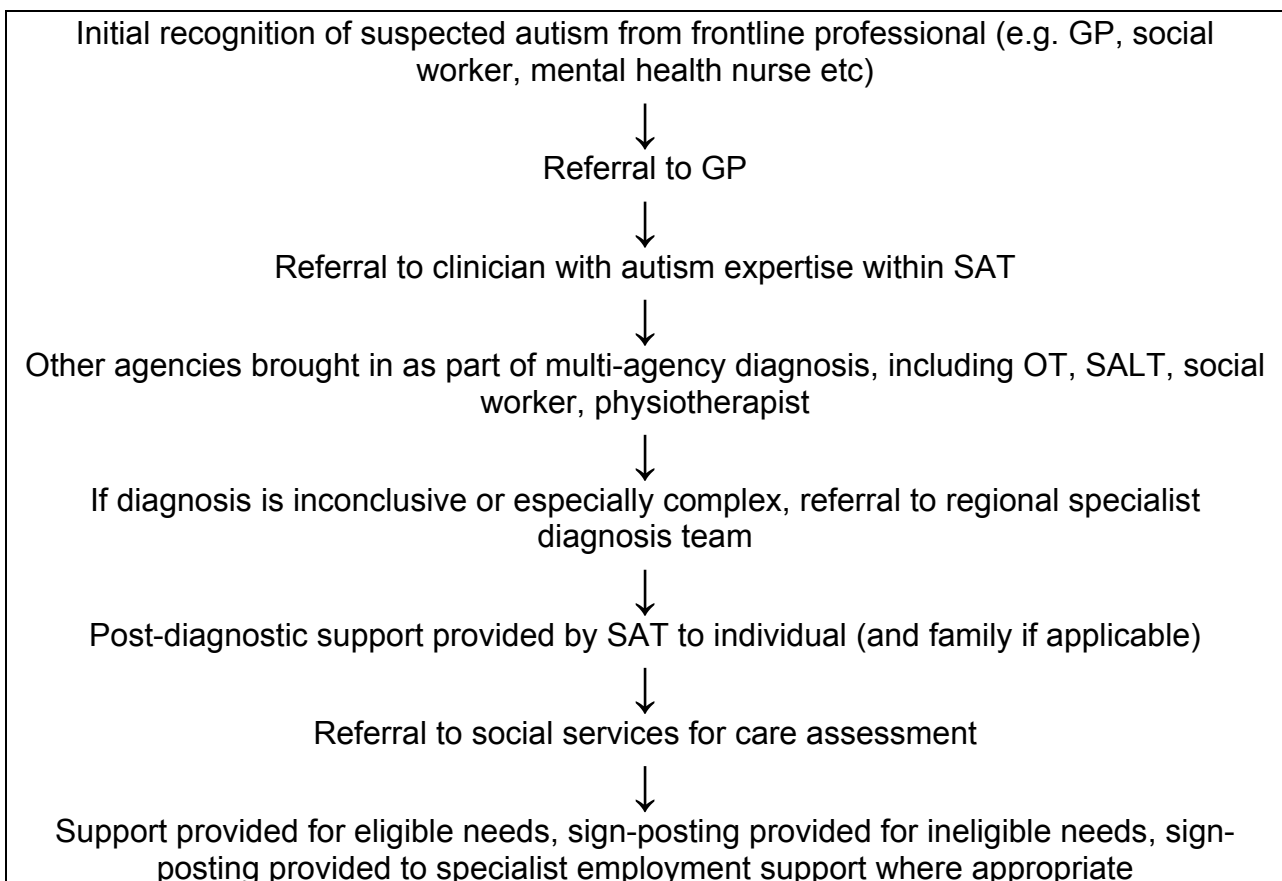 Initial recognition of suspected autism from frontline professional (e.g. GP, social
worker, mental health nurse etc)
Referral to GP
Referral to clinician with autism expertise within SAT
Other agencies brought in as part of multi-agency diagnosis, including OT, SALT, social
worker, physiotherapist
If diagnosis is inconclusive or especially complex, referral to regional specialist
diagnosis team
Post-diagnostic support provided by SAT to individual (and family if applicable)
Referral to social services for care assessment
Support provided for eligible needs, sign-posting provided for ineligible needs, sign-
posting provided to specialist employment support where appropriate